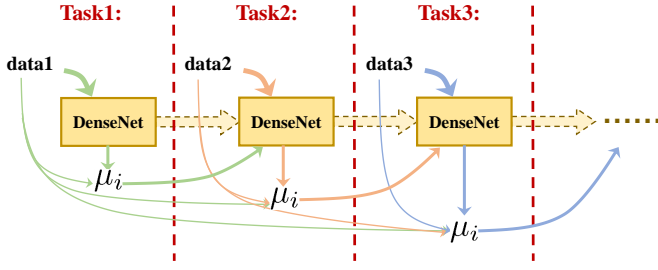 Task1: Task2: Task3:
data1 data2 data3
DenseNet DenseNet DenseNet ......
μi
μi
μi